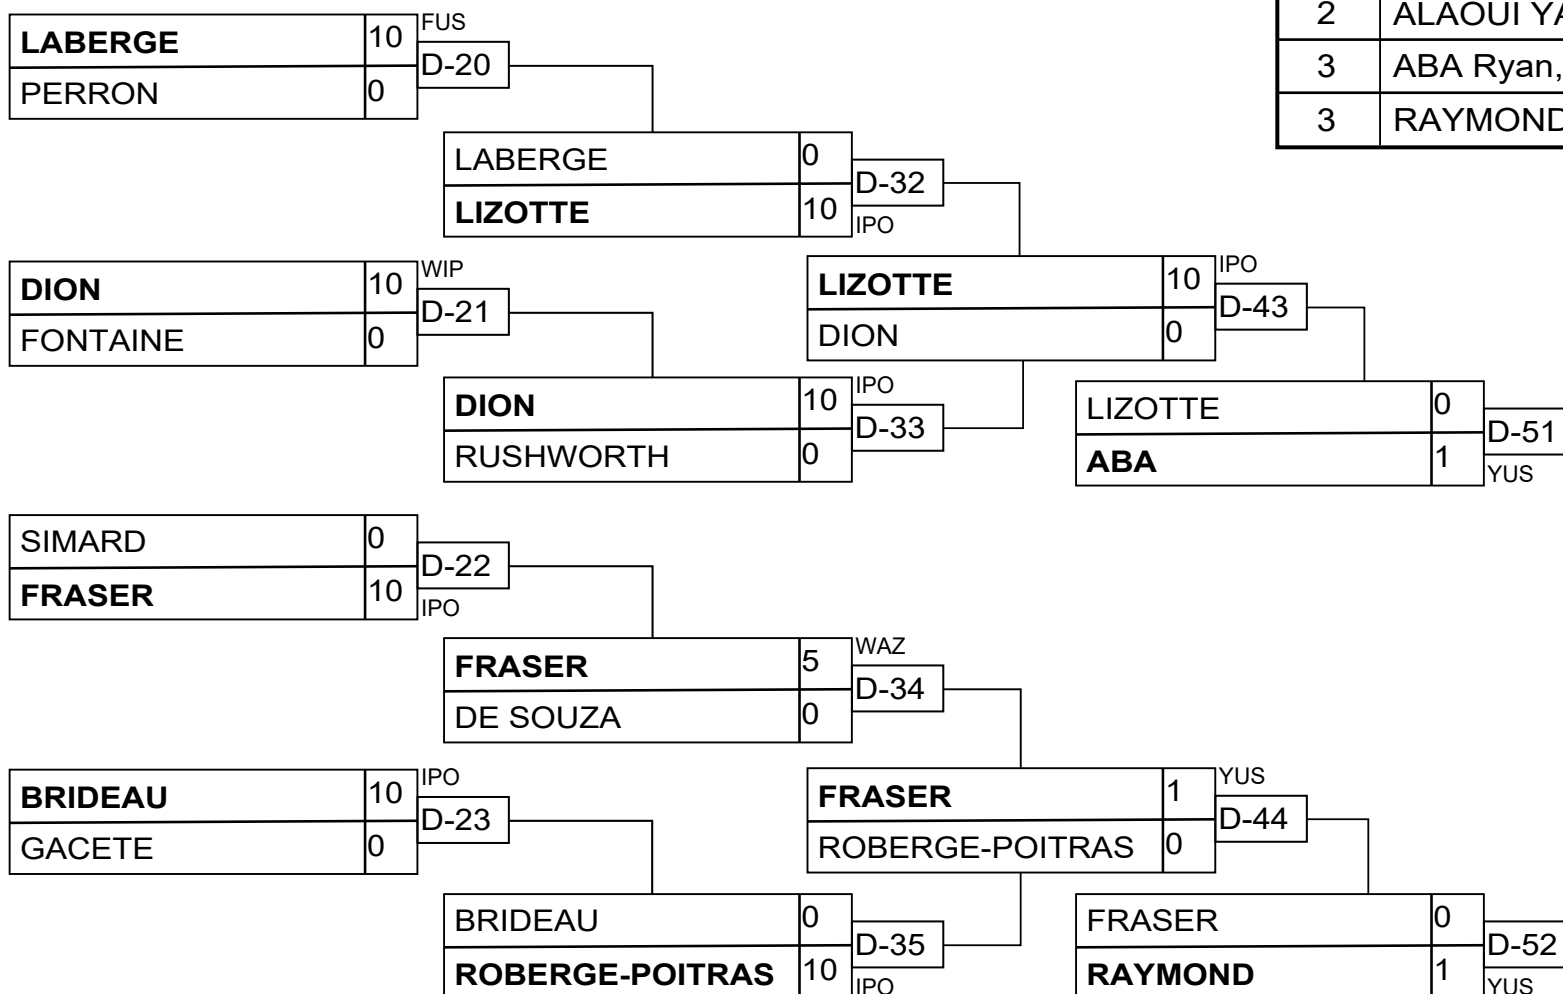 2 ALAOUI YA
3 ABA Ryan,
3 RAYMOND
LABERGE 10 FUS
D-20
PERRON 0
LABERGE 0
D-32
LIZOTTE 10 IPO
DION 10 WIP
D-21
FONTAINE 0
LIZOTTE 10 IPO
D-43
DION 0
DION 10 IPO
D-33
RUSHWORTH 0
LIZOTTE 0
D-51
ABA 1 YUS
SIMARD 0
D-22
FRASER 10 IPO
FRASER 5 WAZ
D-34
DE SOUZA 0
BRIDEAU 10 IPO
D-23
GACETE 0
FRASER 1 YUS
D-44
ROBERGE-POITRAS 0
BRIDEAU 0
D-35
ROBERGE-POITRAS 10 IPO
FRASER 0
D-52
RAYMOND 1 YUS